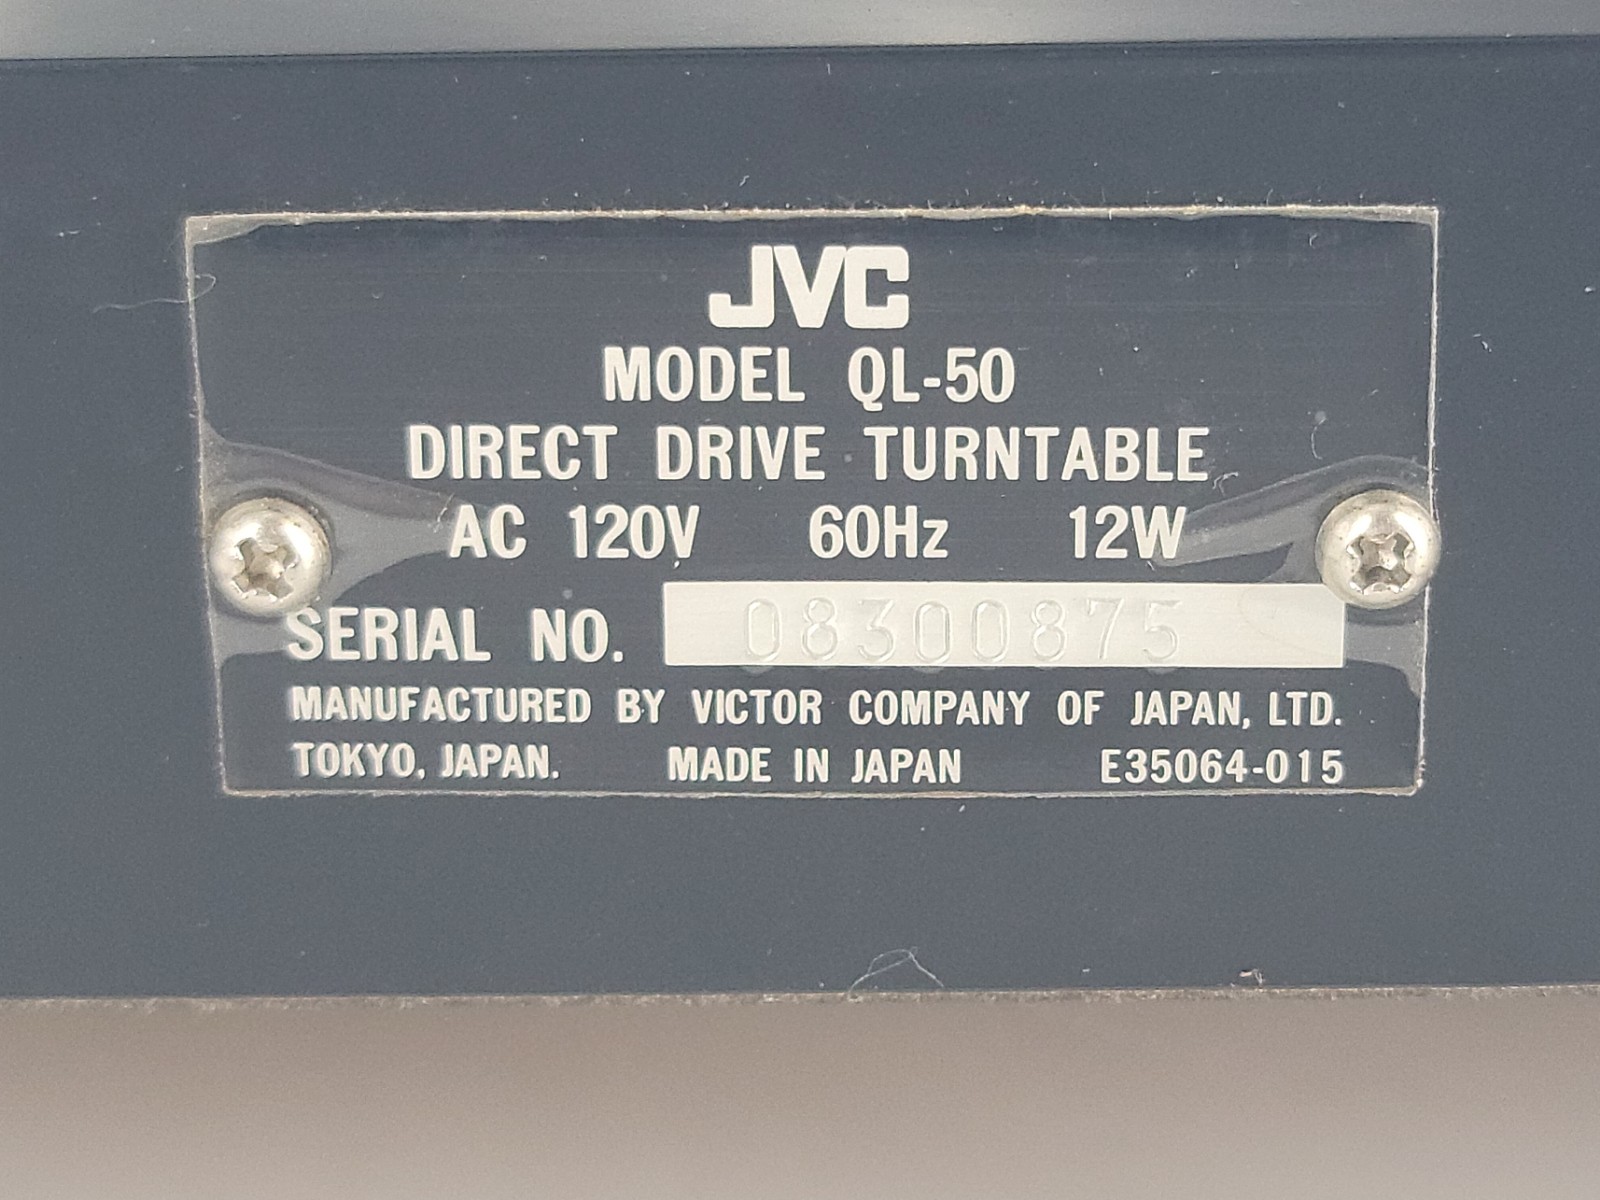 JVC
MODEL QL-50
DIRECT DRIVE TURNTABLE
AC 120V 60Hz 12W
SERIAL NO. 08300875
MANUFACTURED BY VICTOR COMPANY OF JAPAN, LTD.
TOKYO, JAPAN. MADE IN JAPAN E35064-015